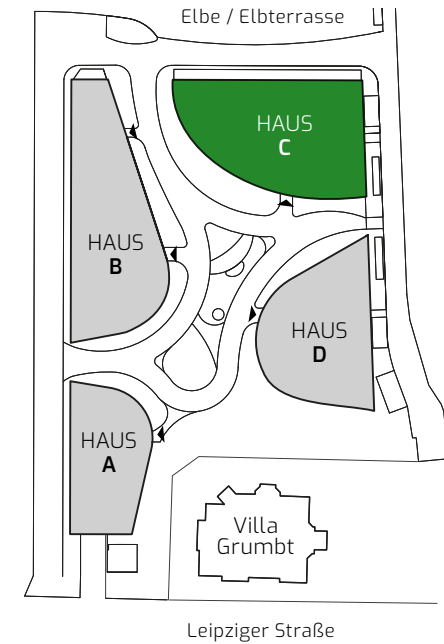 Elbe / Elbterrasse
HAUS
C
HAUS
B
HAUS
D
HAUS
A
Villa
Grumbt
Leipziger Straße